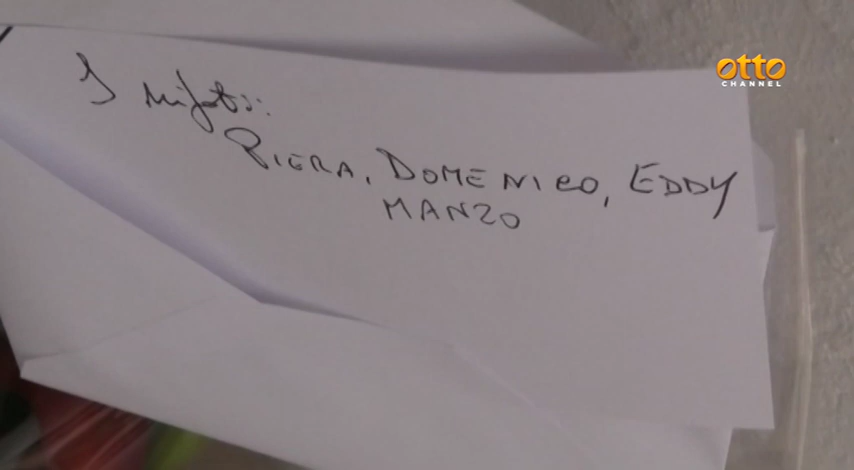 I nipoti:
PIERA, DOMENICO, EDDY
MANZO
otto
CHANNEL